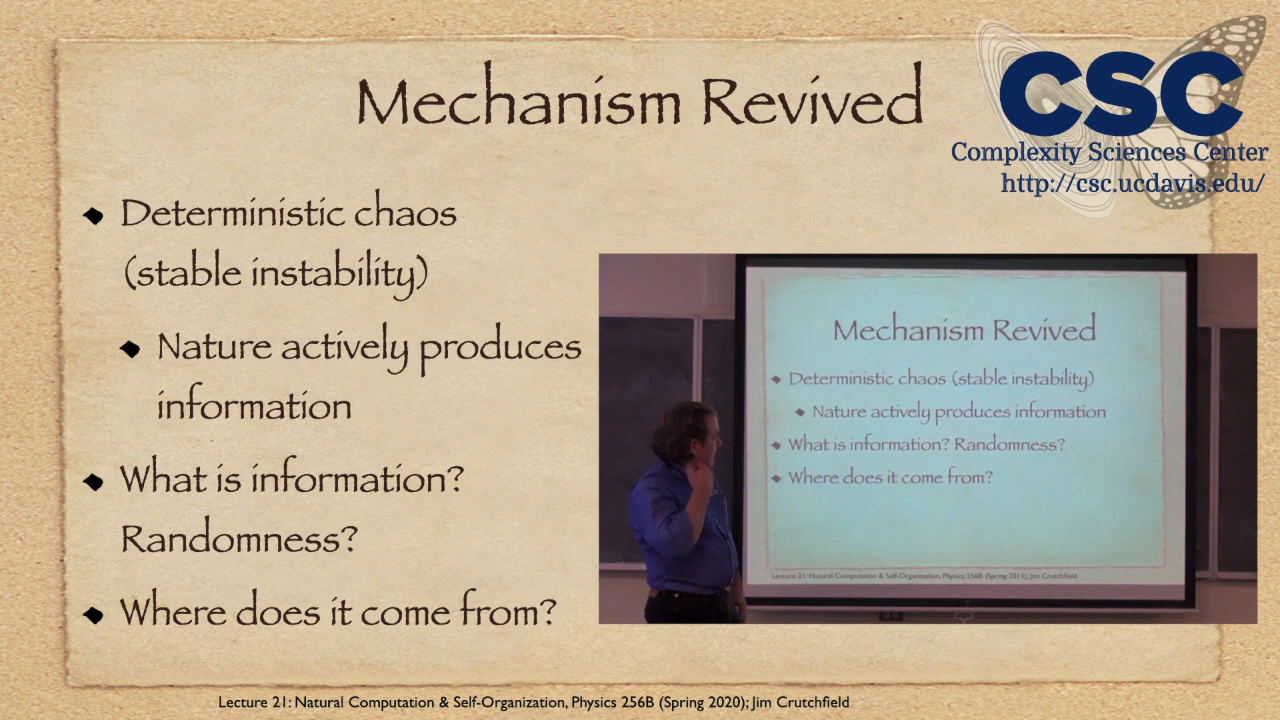 Mechanism Revived
CSC
Complexity Sciences Center
http://csc.ucdavis.edu/
Deterministic chaos
(stable instability)
Nature actively produces
information
What is information?
Randomness?
Where does it come from?
Mechanism Revived
Deterministic chaos (stable instability)
Nature actively produces information
What is information? Randomness?
Where does it come from?
Lecture 21: Natural Computation & Self-Organization, Physics 256B (Spring 2013); Jim Crutchfield
Lecture 21: Natural Computation & Self-Organization, Physics 256B (Spring 2020); Jim Crutchfield